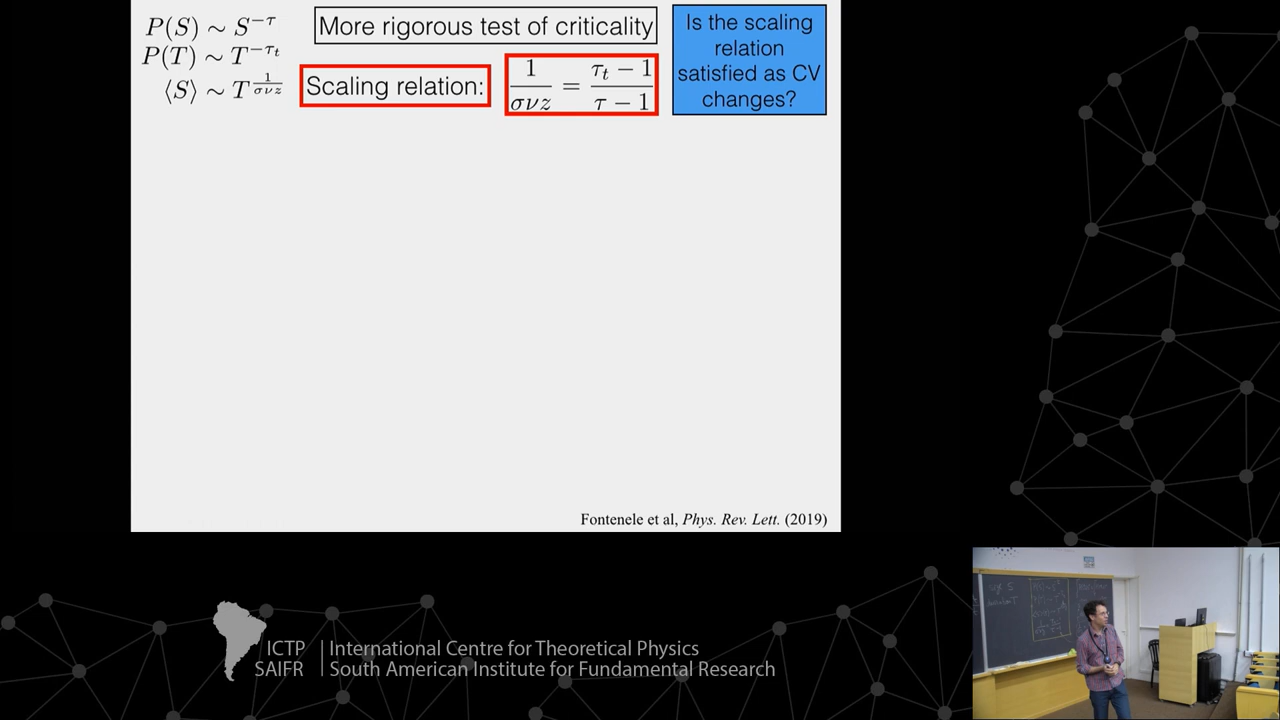 P(S) ∼ S^{−τ}
P(T) ∼ T^{−τ_t}
⟨S⟩ ∼ T^{1/σνz}
More rigorous test of criticality
Scaling relation:
1/σνz = (τ_t − 1)/(τ − 1)
Is the scaling
relation
satisfied as CV
changes?
Fontenele et al, Phys. Rev. Lett. (2019)
ICTP
SAIFR
International Centre for Theoretical Physics
South American Institute for Fundamental Research